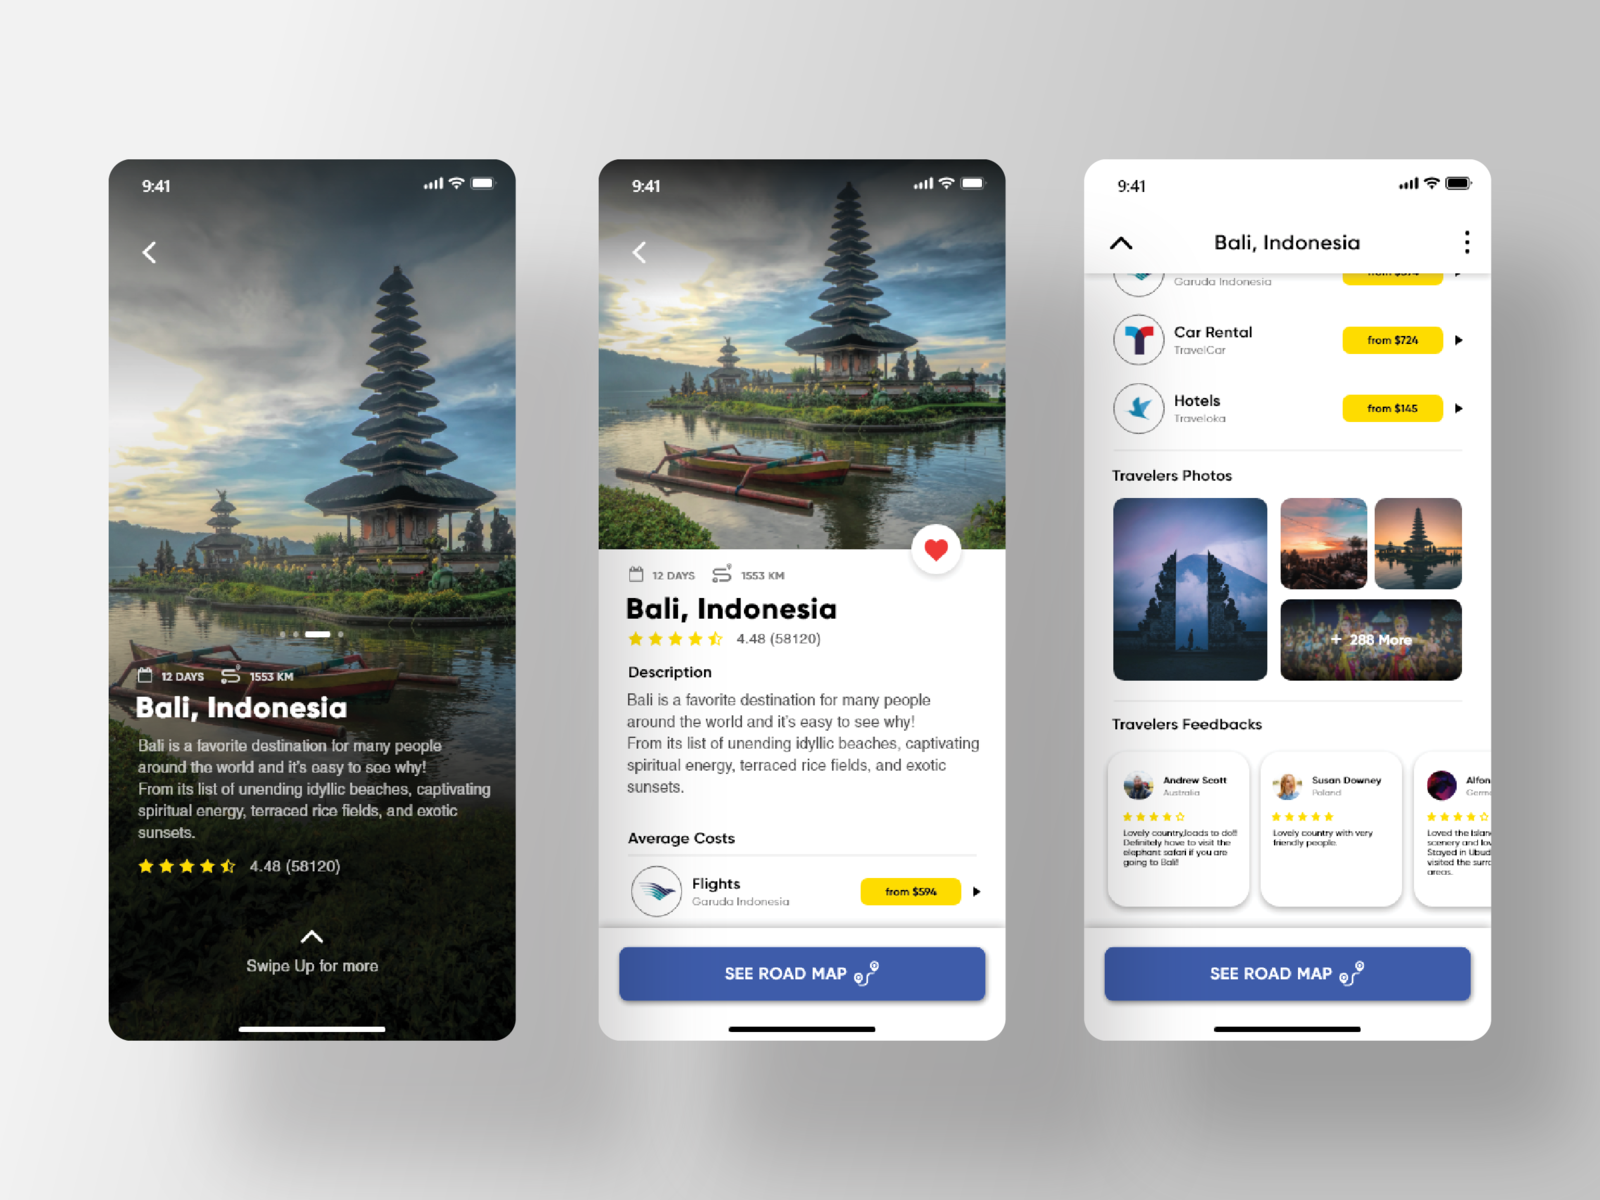 9:41
12 DAYS 1553 KM
Bali, Indonesia
Bali is a favorite destination for many people
around the world and it's easy to see why!
From its list of unending idyllic beaches, captivating
spiritual energy, terraced rice fields, and exotic
sunsets.
4.48 (58120)
Swipe Up for more
9:41
12 DAYS 1553 KM
Bali, Indonesia
4.48 (58120)
Description
Bali is a favorite destination for many people
around the world and it's easy to see why!
From its list of unending idyllic beaches, captivating
spiritual energy, terraced rice fields, and exotic
sunsets.
Average Costs
Flights
Garuda Indonesia
from $594
SEE ROAD MAP
9:41
Bali, Indonesia
Garuda Indonesia
Car Rental
TravelCar
from $724
Hotels
Traveloka
from $145
Travelers Photos
+ 288 More
Travelers Feedbacks
Andrew Scott
Australia
Lovely country,loads to do!!
Definitely have to visit the
elephant safari if you are
going to Bali!
Susan Downey
Poland
Lovely country with very
friendly people.
Alfon
Germ
Loved the Islan
scenery and lov
Stayed in Ubud
visited the surro
areas.
SEE ROAD MAP